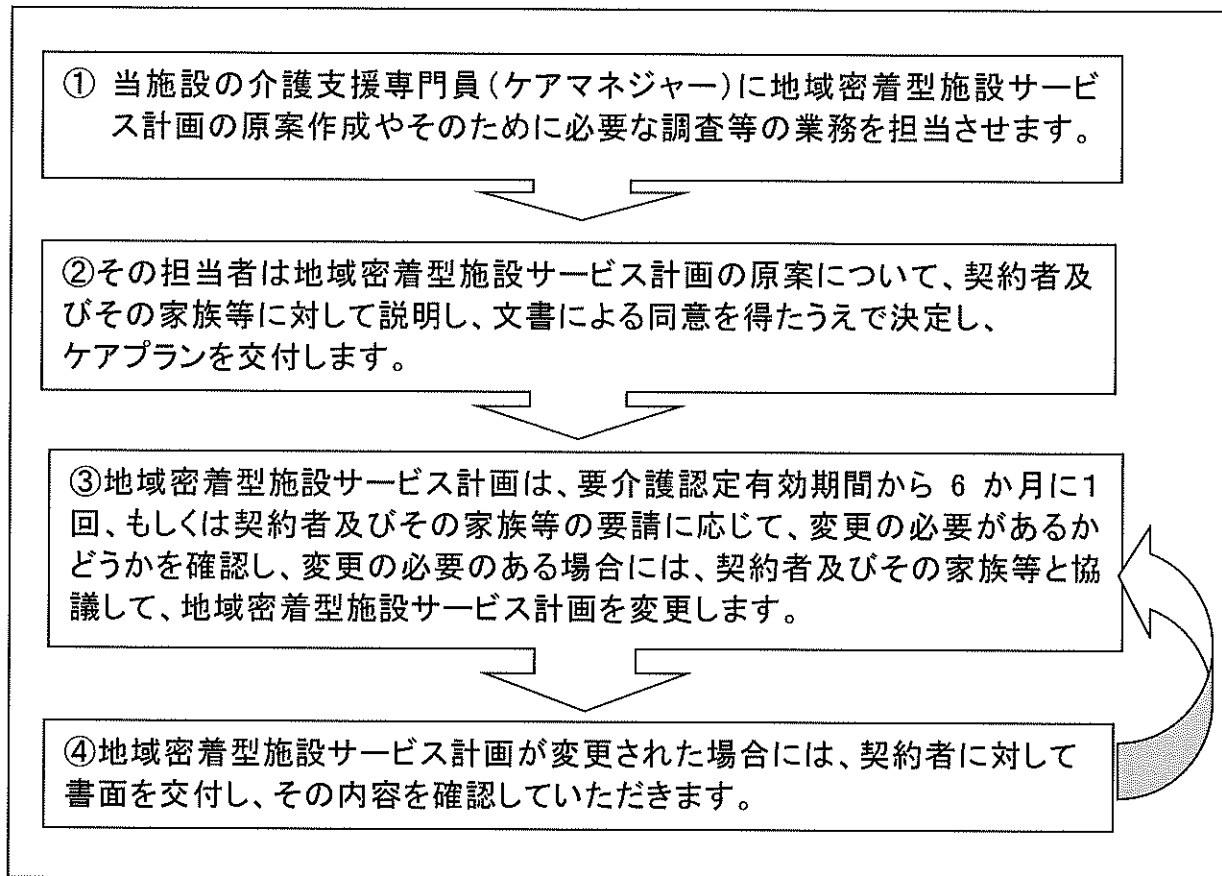 ① 当施設の介護支援専門員(ケアマネジャー)に地域密着型施設サービ
ス計画の原案作成やそのために必要な調査等の業務を担当させます。
②その担当者は地域密着型施設サービス計画の原案について、契約者及
びその家族等に対して説明し、文書による同意を得たうえで決定し、
ケアプランを交付します。
③地域密着型施設サービス計画は、要介護認定有効期間から 6 か月に1
回、もしくは契約者及びその家族等の要請に応じて、変更の必要があるか
どうかを確認し、変更の必要のある場合には、契約者及びその家族等と協
議して、地域密着型施設サービス計画を変更します。
④地域密着型施設サービス計画が変更された場合には、契約者に対して
書面を交付し、その内容を確認していただきます。